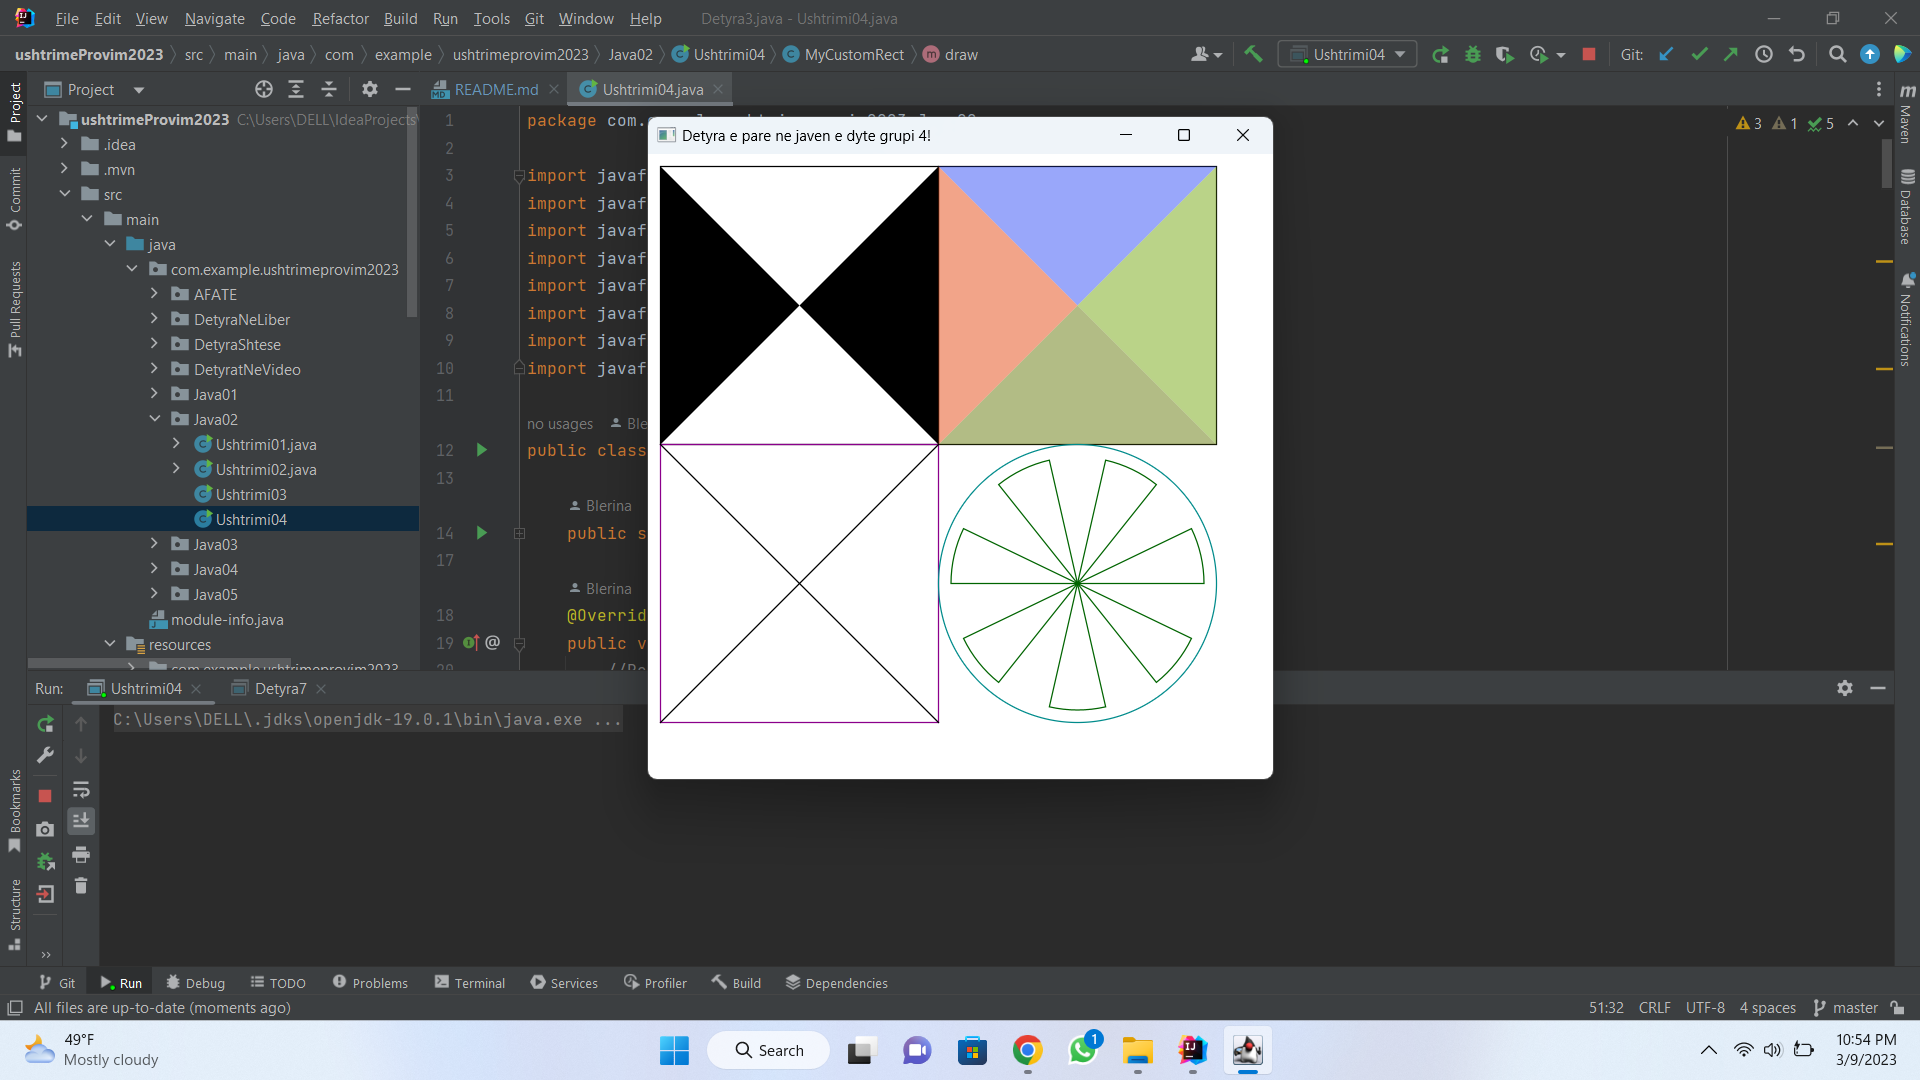 File Edit View Navigate Code Refactor Build Run Tools Git Window Help Detyra3.java - Ushtrimi04.java
ushtrimeProvim2023 src main java com example ushtrimeprovim2023 Java02 Ushtrimi04 MyCustomRect draw Ushtrimi04 Git:
Project README.md Ushtrimi04.java
ushtrimeProvim2023 C:\Users\DELL\IdeaProjects\
.idea
.mvn
src
main
java
com.example.ushtrimeprovim2023
AFATE
DetyraNeLiber
DetyraShtese
DetyratNeVideo
Java01
Java02
Ushtrimi01.java
Ushtrimi02.java
Ushtrimi03
Ushtrimi04
Java03
Java04
Java05
module-info.java
resources
com.example.ushtrimeprovim2023
1 package com.
2
3 import javaf
4 import javaf
5 import javaf
6 import javaf
7 import javaf
8 import javaf
9 import javaf
10 import javaf
11
no usages Ble
12 public class
13
Blerina
14 public s
17
Blerina
18 @Overrid
19 public v
3 1 5
Detyra e pare ne javen e dyte grupi 4!
Project
Commit
Pull Requests
Bookmarks
Structure
Maven
Database
Notifications
Run: Ushtrimi04 Detyra7
C:\Users\DELL\.jdks\openjdk-19.0.1\bin\java.exe ...
Git Run Debug TODO Problems Terminal Services Profiler Build Dependencies
All files are up-to-date (moments ago) 51:32 CRLF UTF-8 4 spaces master
49°F
Mostly cloudy
Search
1
10:54 PM
3/9/2023